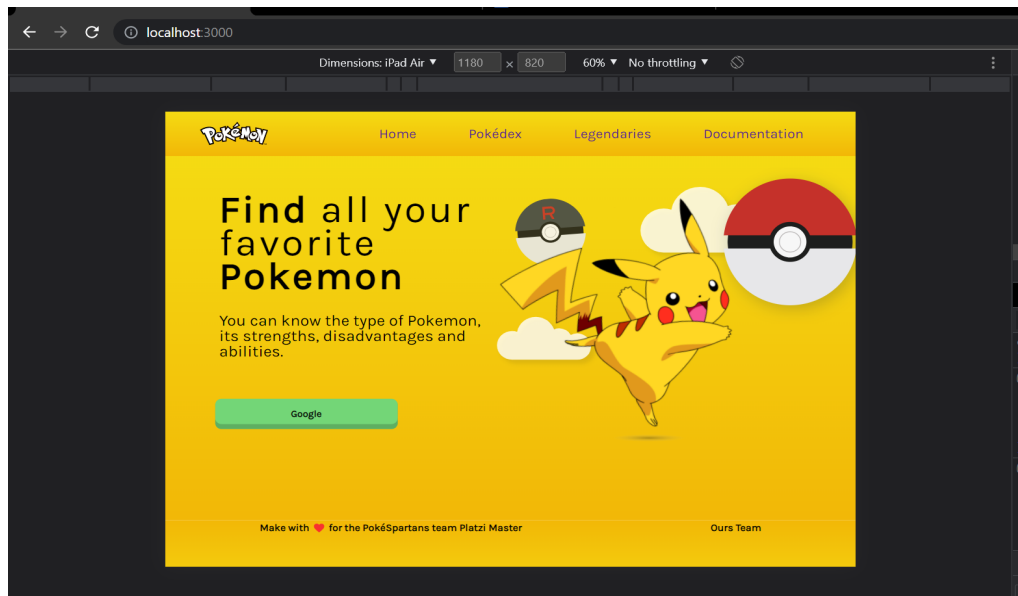 localhost:3000
Dimensions: iPad Air ▼ 1180 × 820 60% ▼ No throttling ▼
POKéMON Home Pokédex Legendaries Documentation
Find all your
favorite
Pokemon
R
You can know the type of Pokemon,
its strengths, disadvantages and
abilities.
Google
Make with ❤ for the PokéSpartans team Platzi Master Ours Team